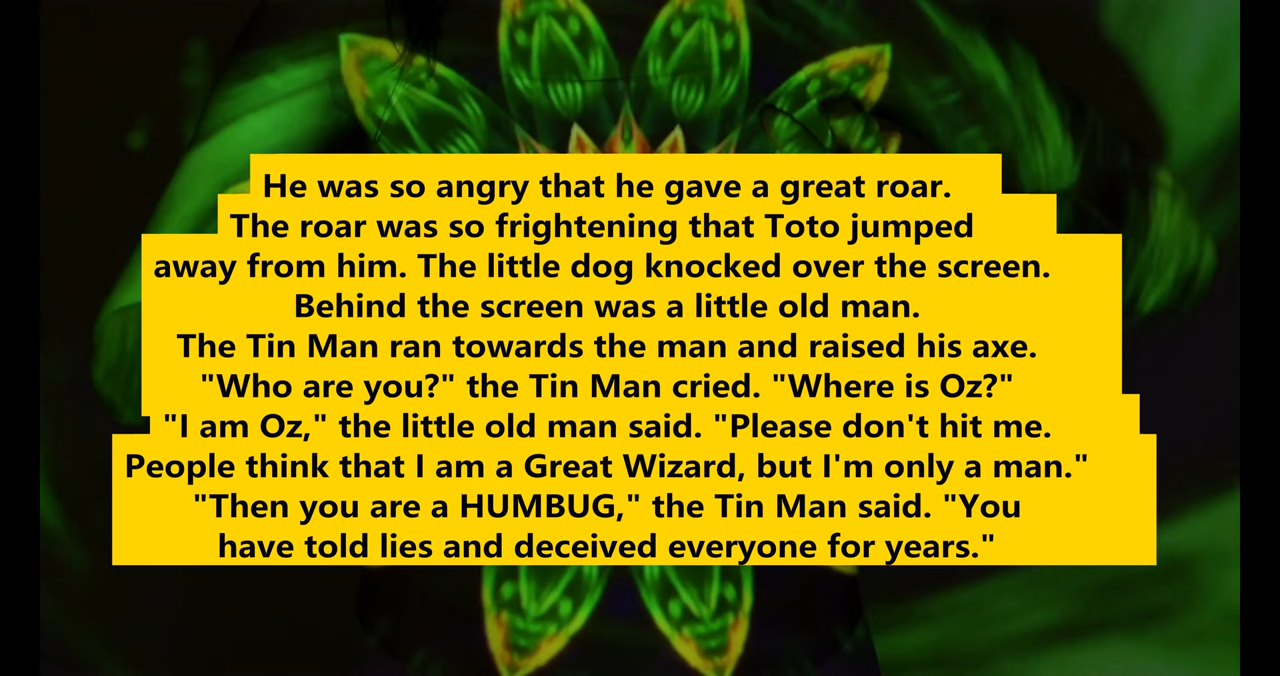 He was so angry that he gave a great roar.
The roar was so frightening that Toto jumped
away from him. The little dog knocked over the screen.
Behind the screen was a little old man.
The Tin Man ran towards the man and raised his axe.
"Who are you?" the Tin Man cried. "Where is Oz?"
"I am Oz," the little old man said. "Please don't hit me.
People think that I am a Great Wizard, but I'm only a man."
"Then you are a HUMBUG," the Tin Man said. "You
have told lies and deceived everyone for years."